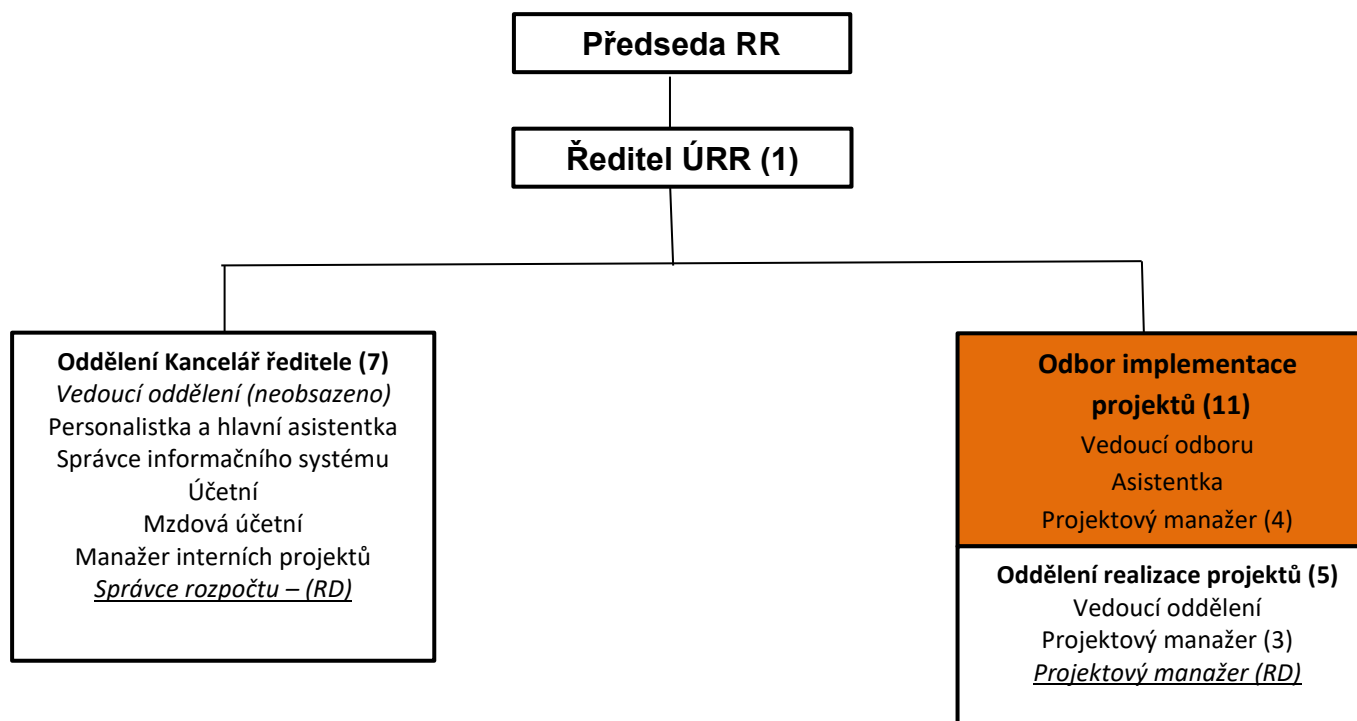 Předseda RR
Ředitel ÚRR (1)
Oddělení Kancelář ředitele (7)
Vedoucí oddělení (neobsazeno)
Personalistka a hlavní asistentka
Správce informačního systému
Účetní
Mzdová účetní
Manažer interních projektů
Správce rozpočtu – (RD)
Odbor implementace
projektů (11)
Vedoucí odboru
Asistentka
Projektový manažer (4)
Oddělení realizace projektů (5)
Vedoucí oddělení
Projektový manažer (3)
Projektový manažer (RD)